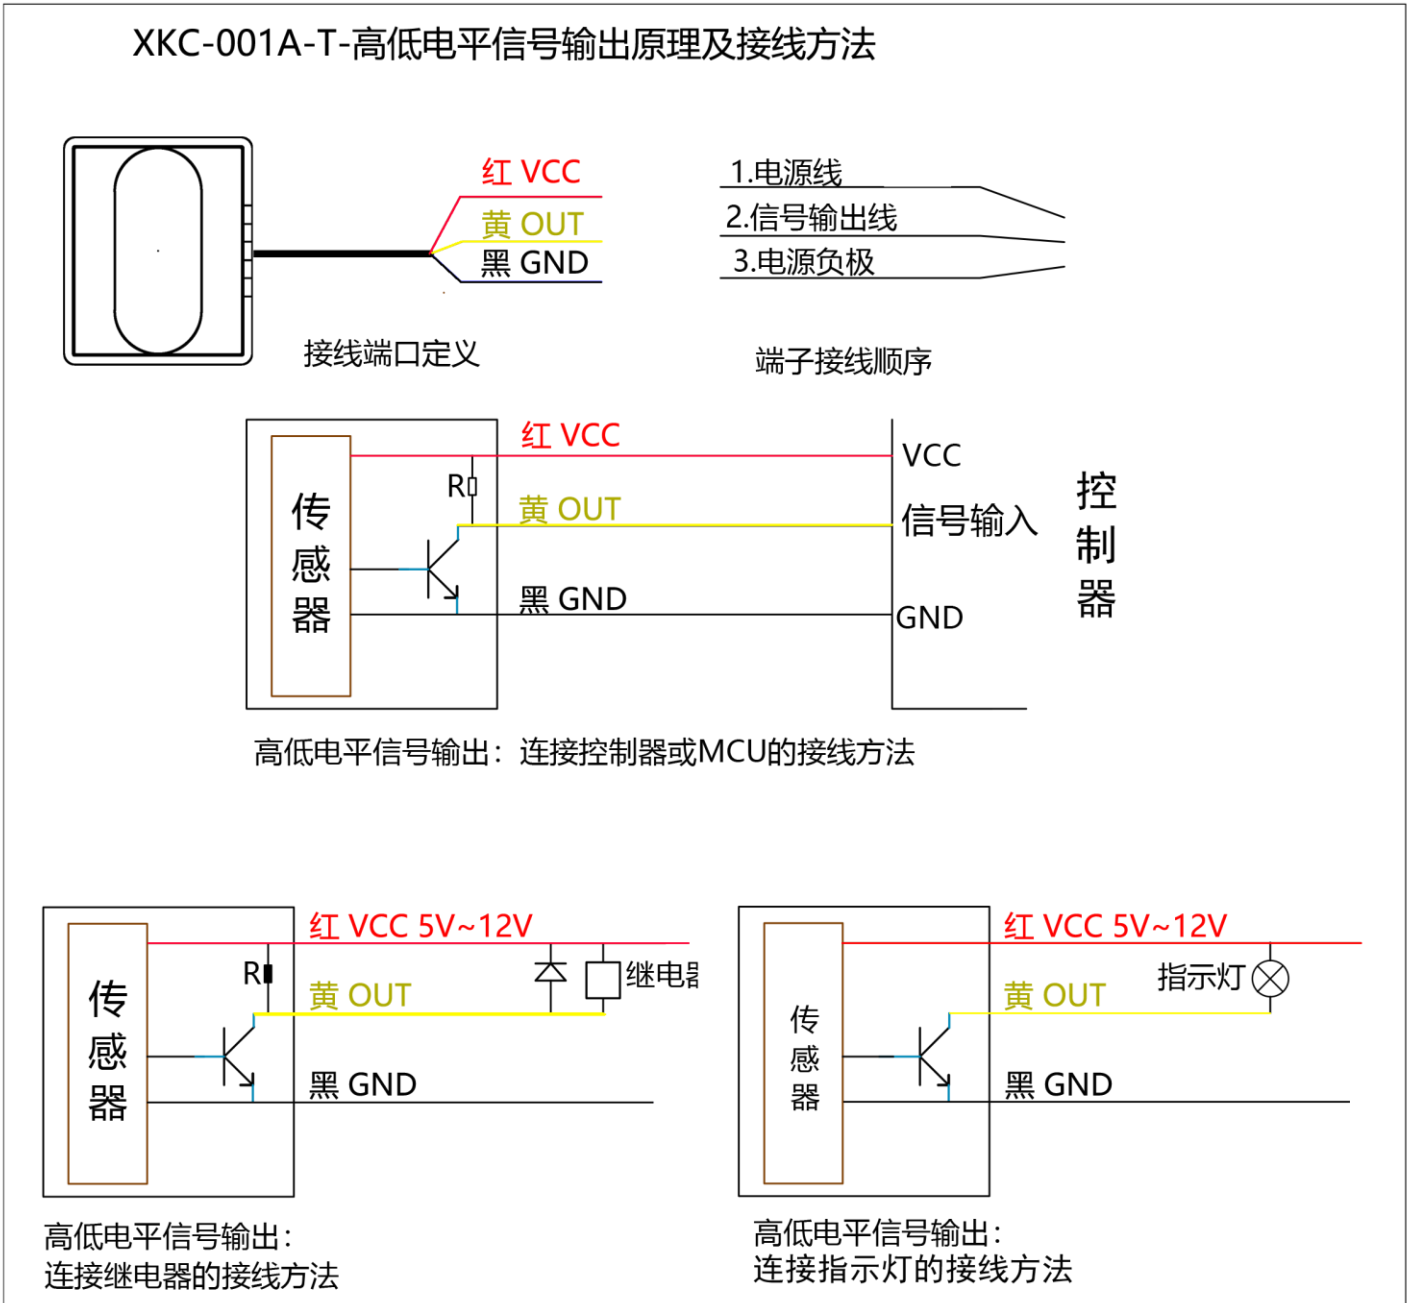 XKC-001A-T-高低电平信号输出原理及接线方法
红 VCC
黄 OUT
黑 GND
1.电源线
2.信号输出线
3.电源负极
接线端口定义
端子接线顺序
传感器
R
红 VCC
黄 OUT
黑 GND
VCC
信号输入
GND
控制器
高低电平信号输出：连接控制器或MCU的接线方法
传感器
R
红 VCC 5V~12V
黄 OUT
黑 GND
继电器
高低电平信号输出：
连接继电器的接线方法
传感器
红 VCC 5V~12V
黄 OUT
黑 GND
指示灯
高低电平信号输出：
连接指示灯的接线方法